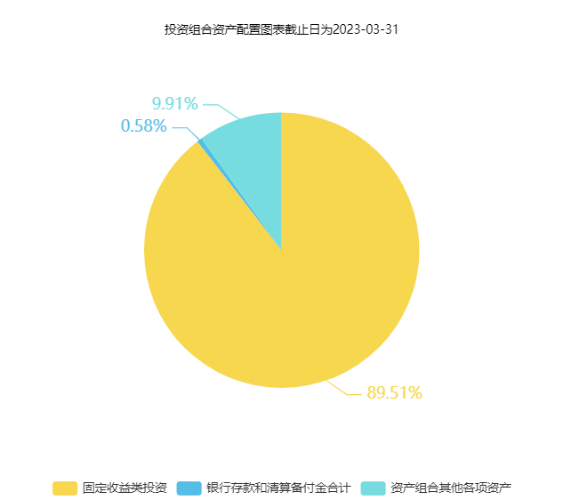 投资组合资产配置图表截止日为2023-03-31
9.91%
0.58%
89.51%
固定收益类投资 银行存款和清算备付金合计 资产组合其他各项资产